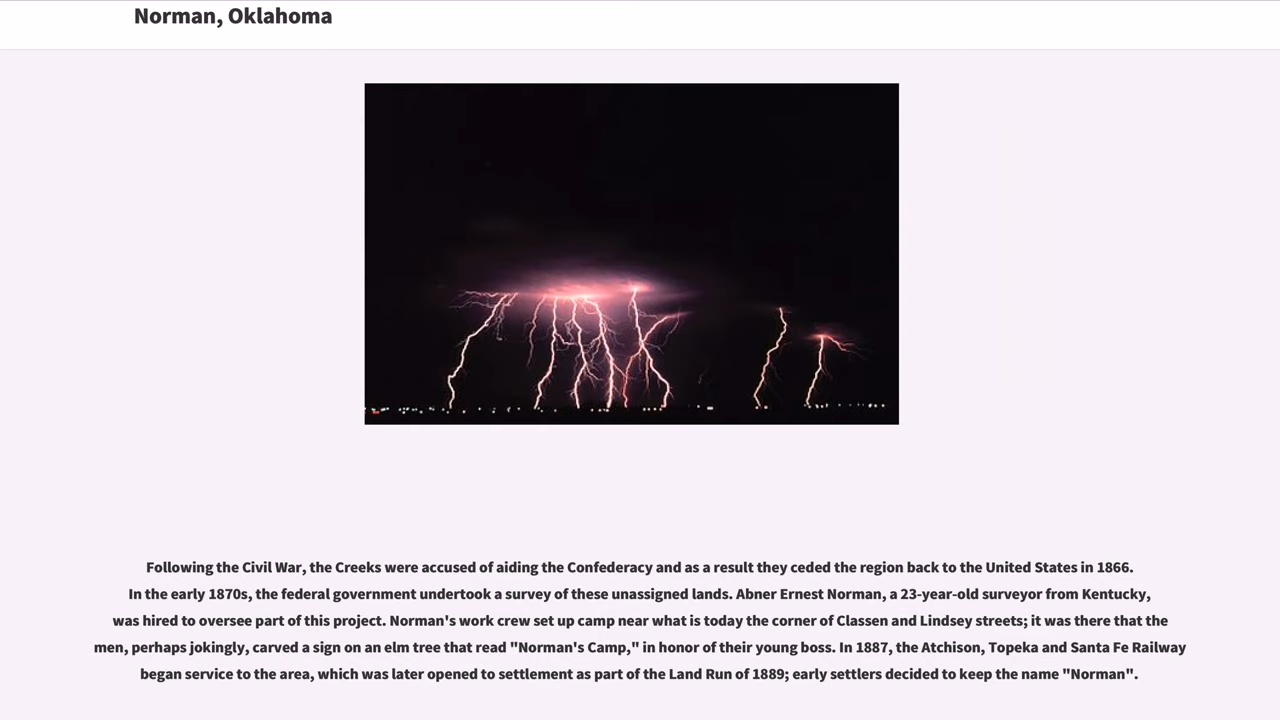 Norman, Oklahoma
Following the Civil War, the Creeks were accused of aiding the Confederacy and as a result they ceded the region back to the United States in 1866.
In the early 1870s, the federal government undertook a survey of these unassigned lands. Abner Ernest Norman, a 23-year-old surveyor from Kentucky,
was hired to oversee part of this project. Norman's work crew set up camp near what is today the corner of Classen and Lindsey streets; it was there that the
men, perhaps jokingly, carved a sign on an elm tree that read "Norman's Camp," in honor of their young boss. In 1887, the Atchison, Topeka and Santa Fe Railway
began service to the area, which was later opened to settlement as part of the Land Run of 1889; early settlers decided to keep the name "Norman".